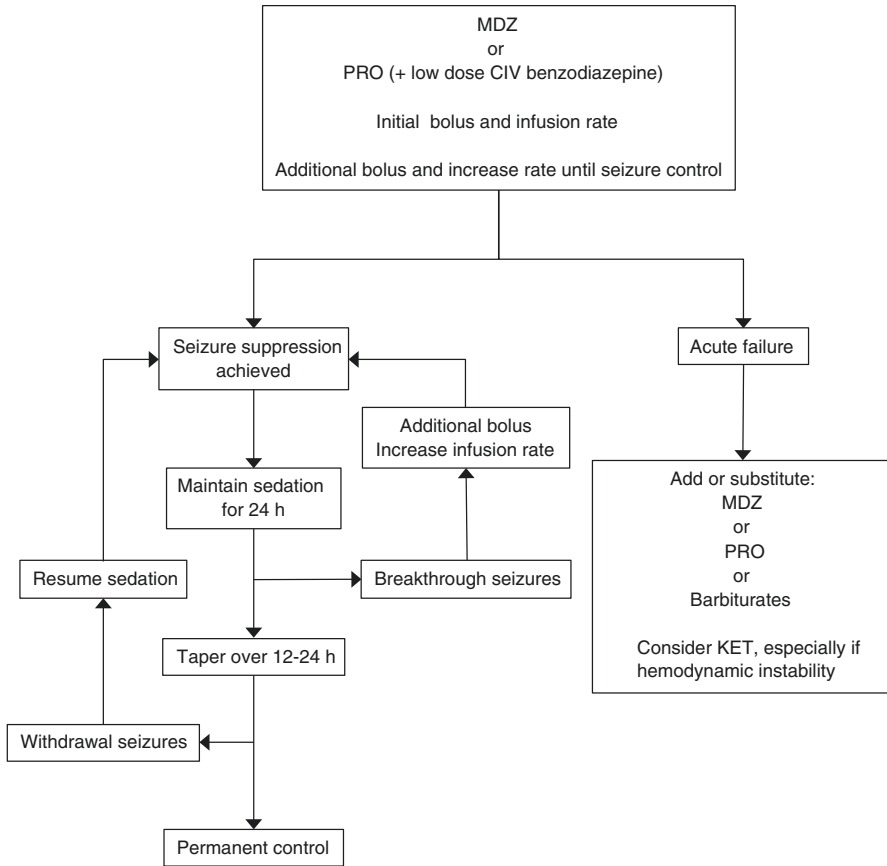 MDZ
or
PRO (+ low dose CIV benzodiazepine)
Initial bolus and infusion rate
Additional bolus and increase rate until seizure control
Seizure suppression
achieved
Acute failure
Additional bolus
Increase infusion rate
Maintain sedation
for 24 h
Add or substitute:
MDZ
or
PRO
or
Barbiturates
Consider KET, especially if
hemodynamic instability
Resume sedation
Breakthrough seizures
Taper over 12-24 h
Withdrawal seizures
Permanent control